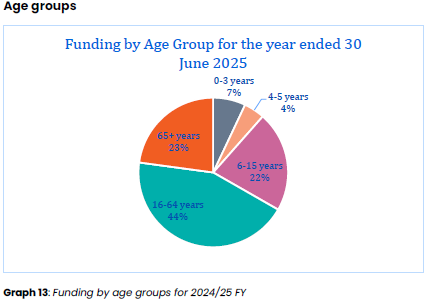 Age groups
Funding by Age Group for the year ended 30
June 2025
0-3 years
7%
4-5 years
4%
65+ years
23%
6-15 years
22%
16-64 years
44%
Graph 13: Funding by age groups for 2024/25 FY